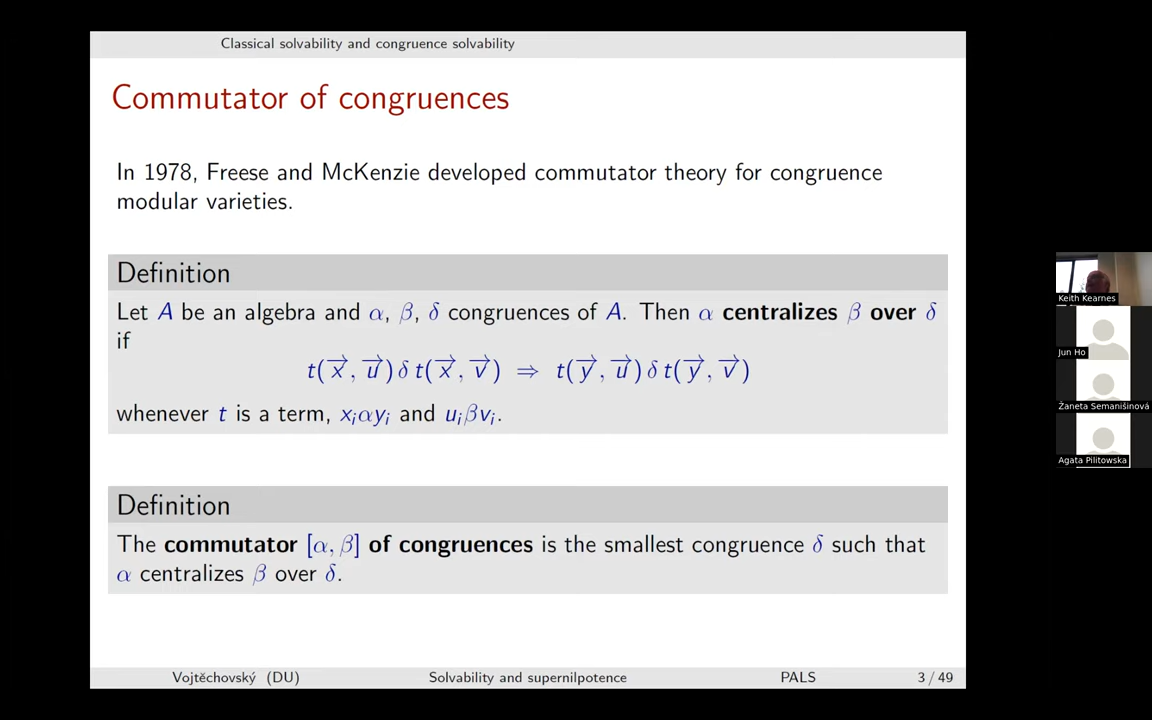 Classical solvability and congruence solvability
Commutator of congruences
In 1978, Freese and McKenzie developed commutator theory for congruence
modular varieties.
Definition
Let A be an algebra and α, β, δ congruences of A. Then α centralizes β over δ
if
t(x⃗, u⃗) δ t(x⃗, v⃗) ⇒ t(y⃗, u⃗) δ t(y⃗, v⃗)
whenever t is a term, xᵢαyᵢ and uᵢβvᵢ.
Definition
The commutator [α, β] of congruences is the smallest congruence δ such that
α centralizes β over δ.
Vojtěchovský (DU) Solvability and supernilpotence PALS 3 / 49
Keith Kearnes
Jun Ho
Žaneta Semanišinová
Agata Pilitowska